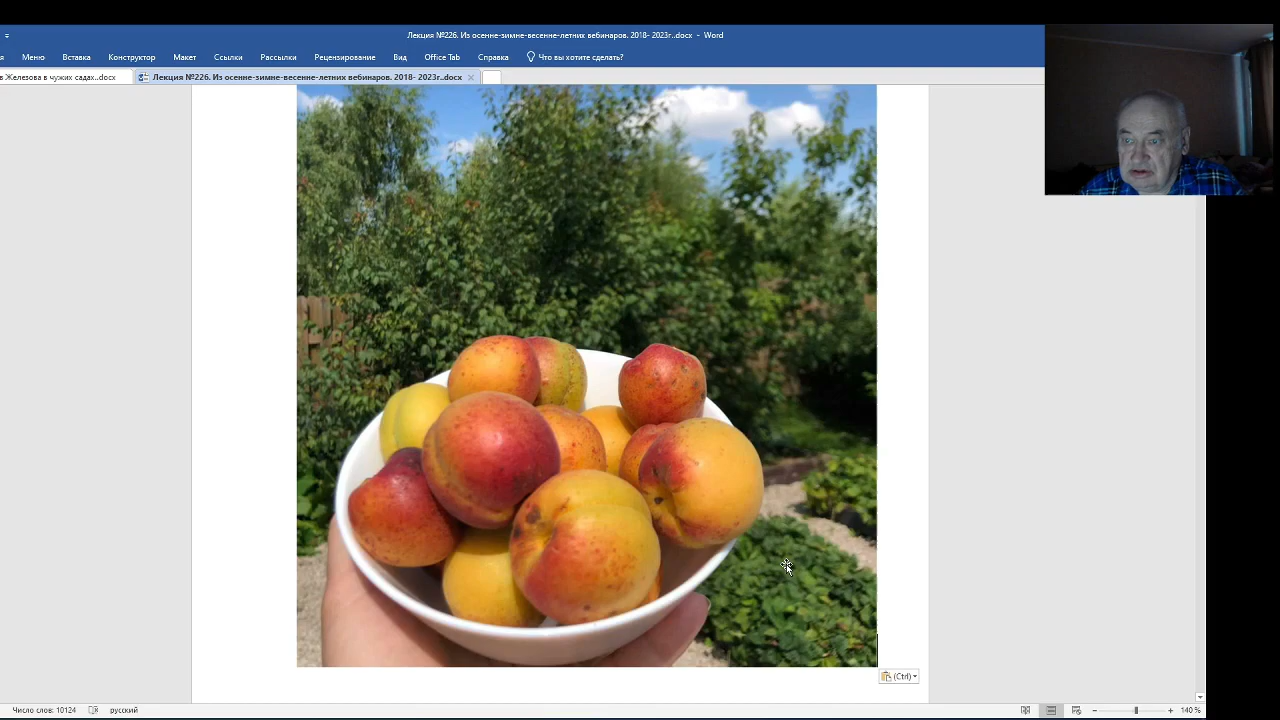 Лекция №226. Из осенне-зимне-весенне-летних вебинаров. 2018- 2023г..docx - Word
я Меню Вставка Конструктор Макет Ссылки Рассылки Рецензирование Вид Office Tab Справка Что вы хотите сделать?
в Железова в чужих садах..docx Лекция №226. Из осенне-зимне-весенне-летних вебинаров. 2018- 2023г..docx
(Ctrl)
Число слов: 10124 русский 140 %